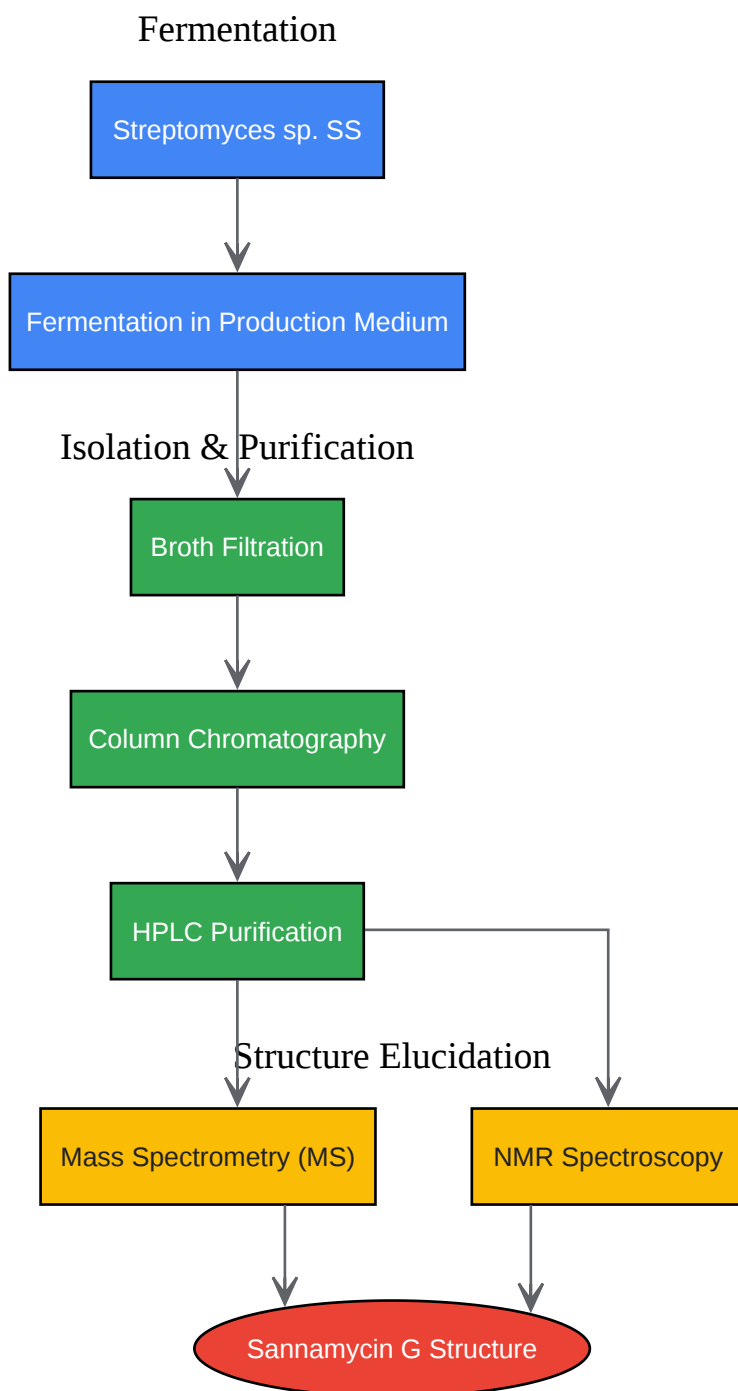 Fermentation
Streptomyces sp. SS
Fermentation in Production Medium
Isolation & Purification
Broth Filtration
Column Chromatography
HPLC Purification
Structure Elucidation
Mass Spectrometry (MS)
NMR Spectroscopy
Sannamycin G Structure